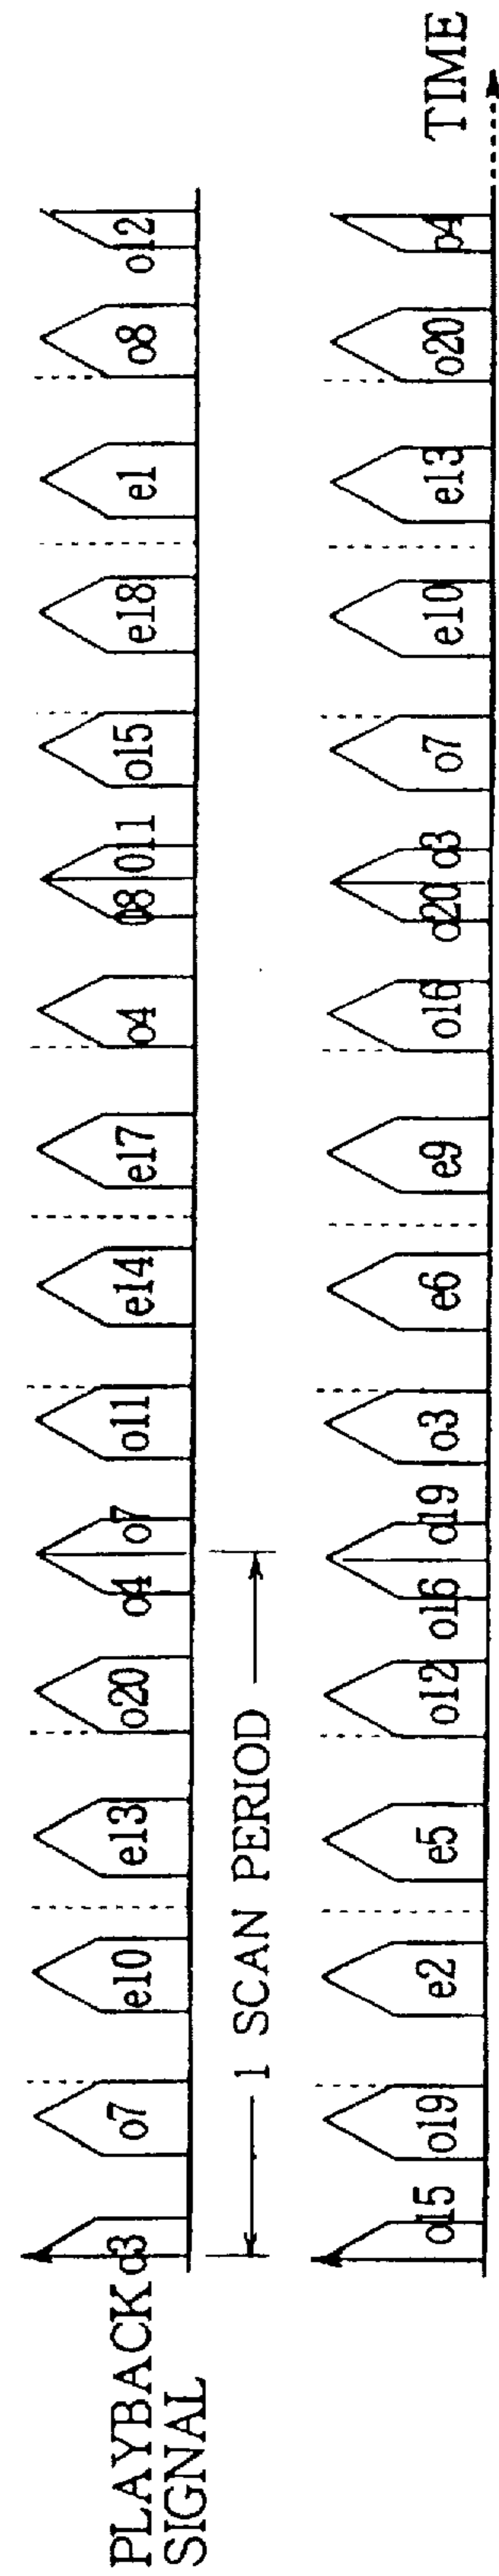 PLAYBACK
SIGNAL
o3 o7 e10 e13 o20 o4 o7 o11 e14 e17 o4 o8 o11 o15 e18 e1 o8 o12
1 SCAN PERIOD
o15 o19 e2 e5 o12 o16 o19 o3 e6 e9 o16 o20 o3 o7 e10 e13 o20 o4
TIME